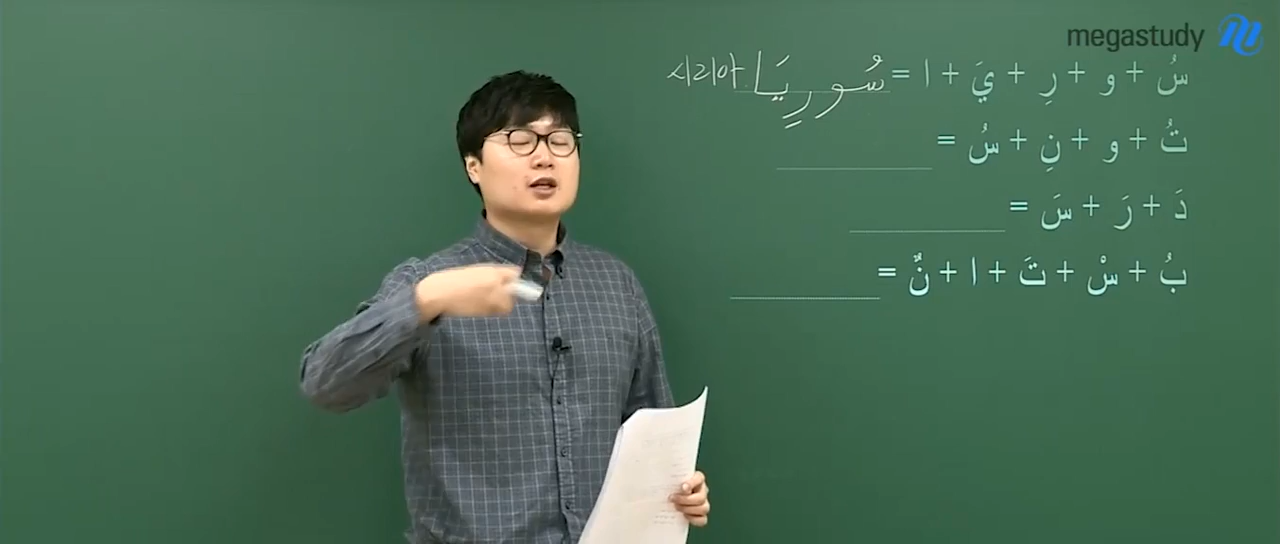 megastudy
سُ + و + رِ + يَ + ا = سُورِيَا 시리아
تُ + و + نِ + سُ =
دَ + رَ + سَ =
بُ + سْ + تَ + ا + نٌ =